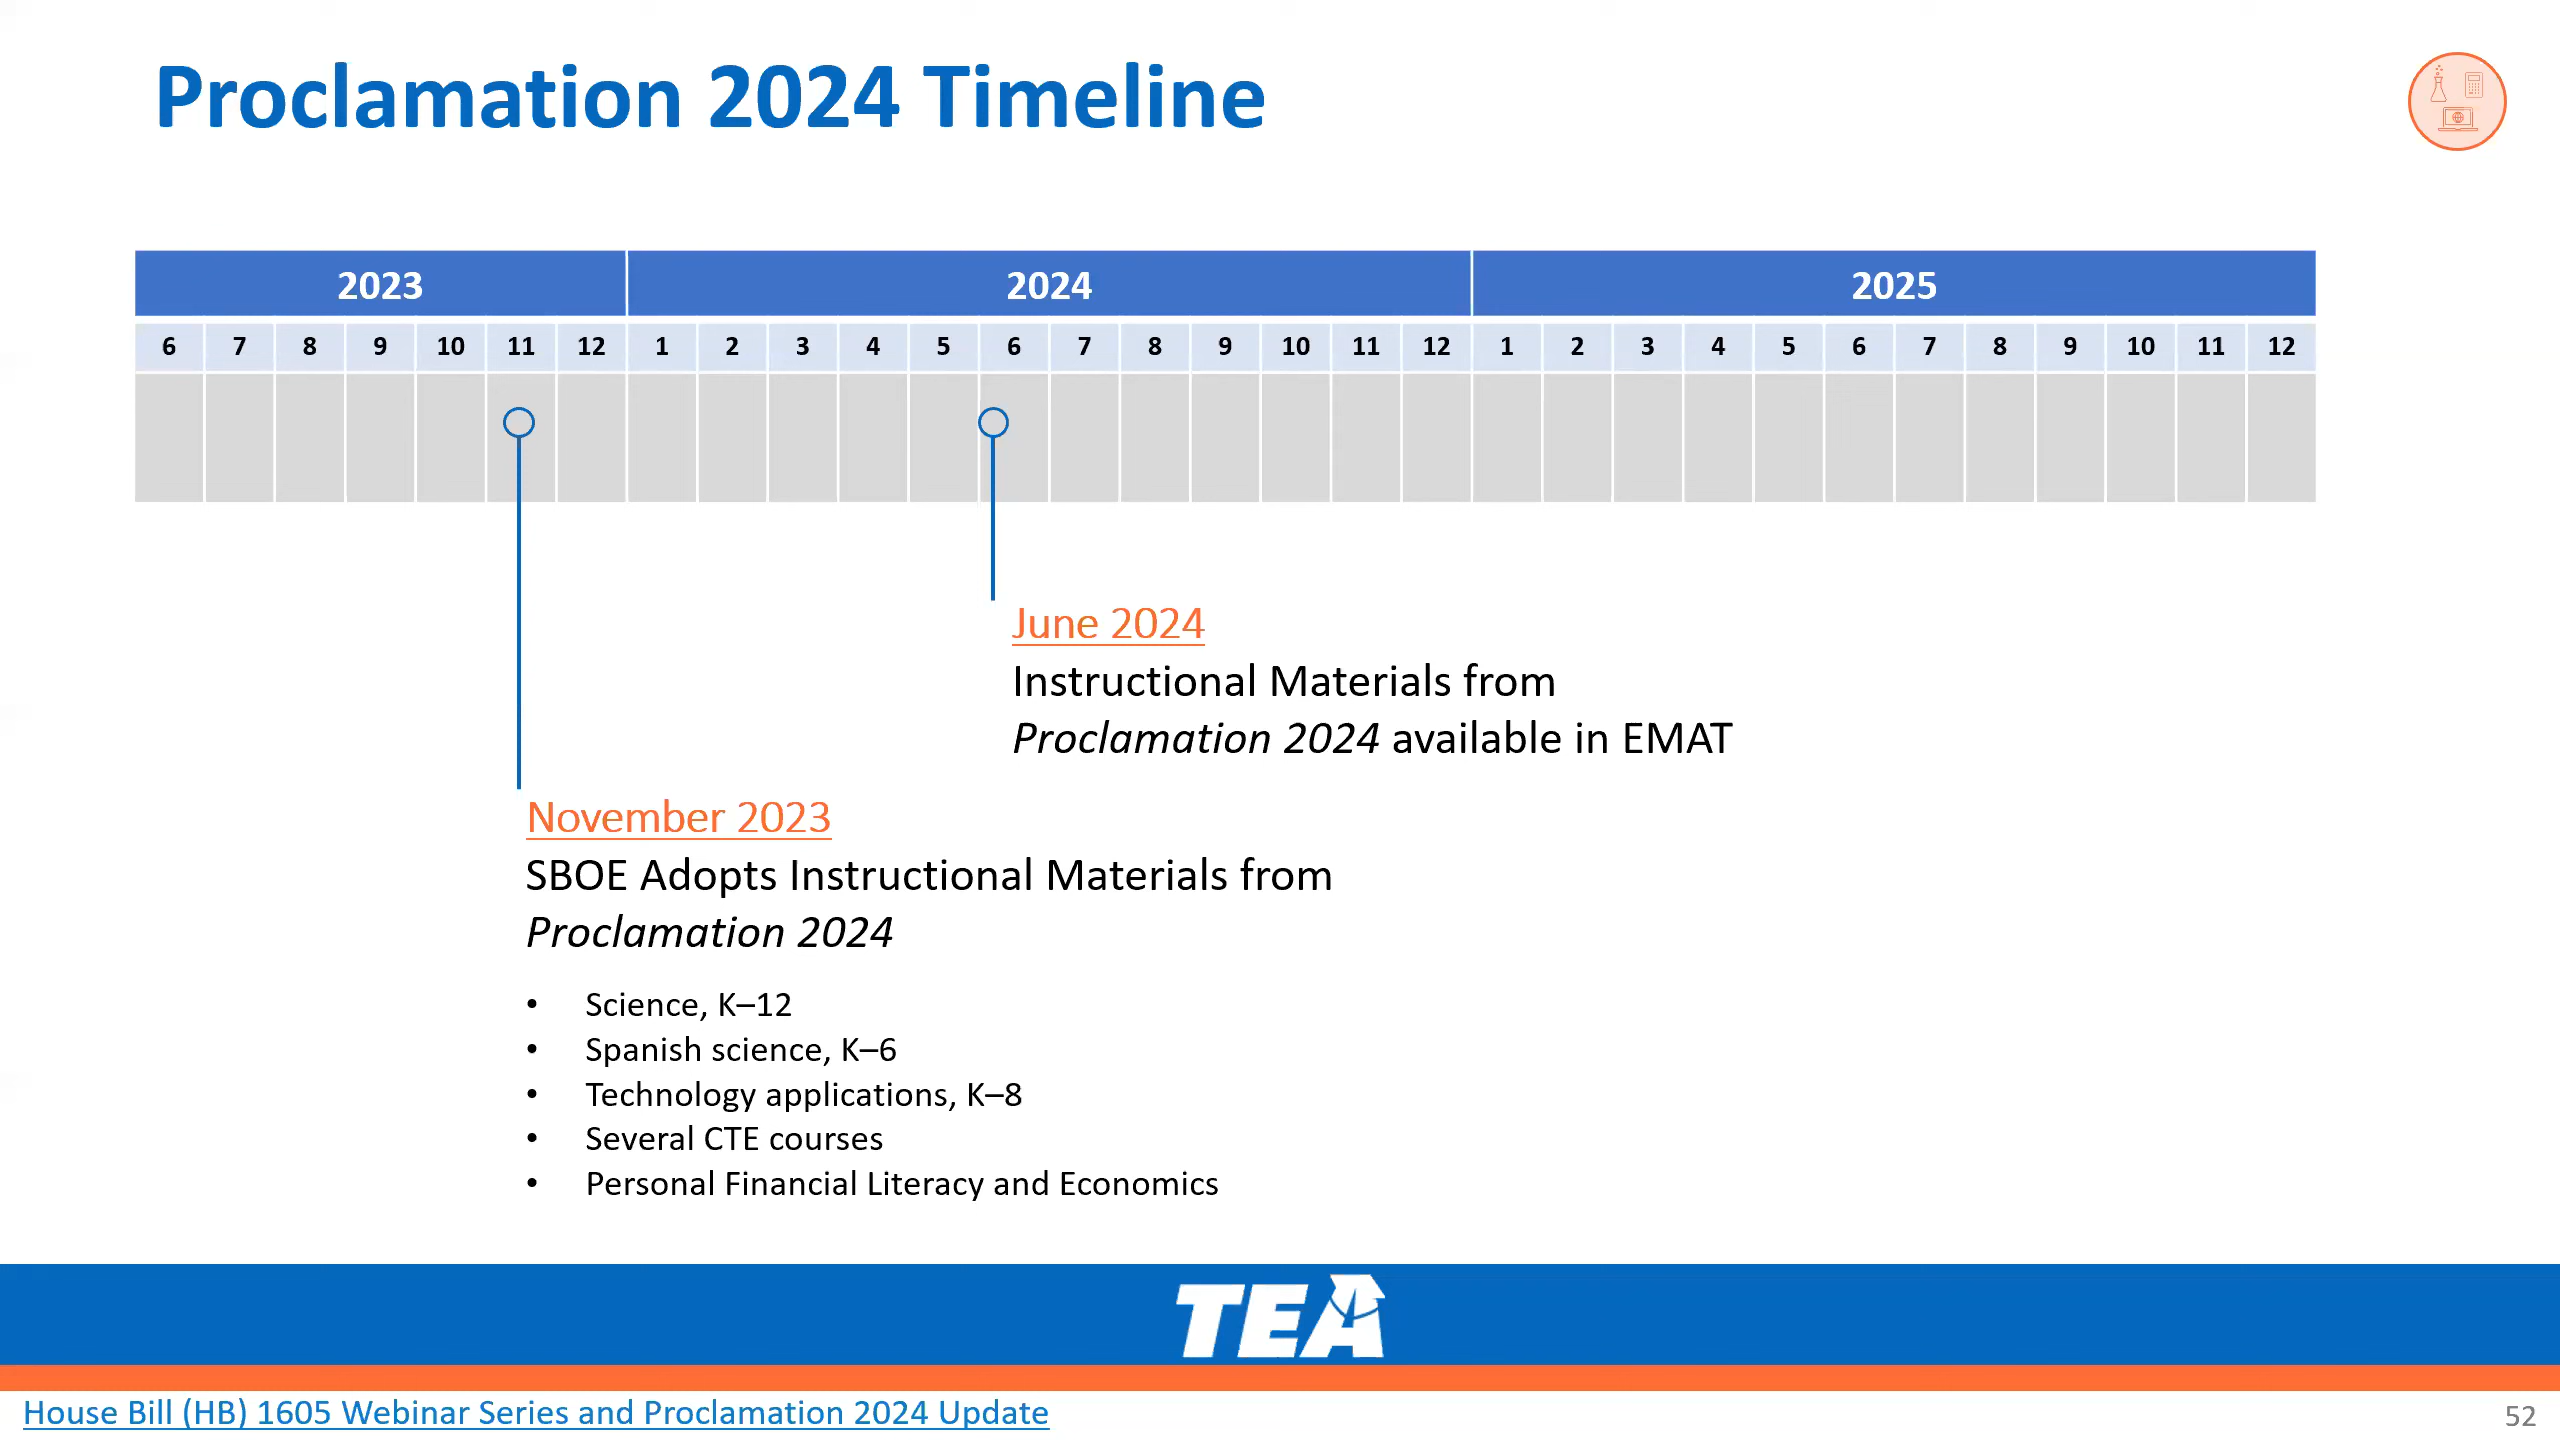 Proclamation 2024 Timeline
2023 2024 2025
6 7 8 9 10 11 12 1 2 3 4 5 6 7 8 9 10 11 12 1 2 3 4 5 6 7 8 9 10 11 12
June 2024
Instructional Materials from
Proclamation 2024 available in EMAT
November 2023
SBOE Adopts Instructional Materials from
Proclamation 2024
• Science, K–12
• Spanish science, K–6
• Technology applications, K–8
• Several CTE courses
• Personal Financial Literacy and Economics
TEA
House Bill (HB) 1605 Webinar Series and Proclamation 2024 Update
52